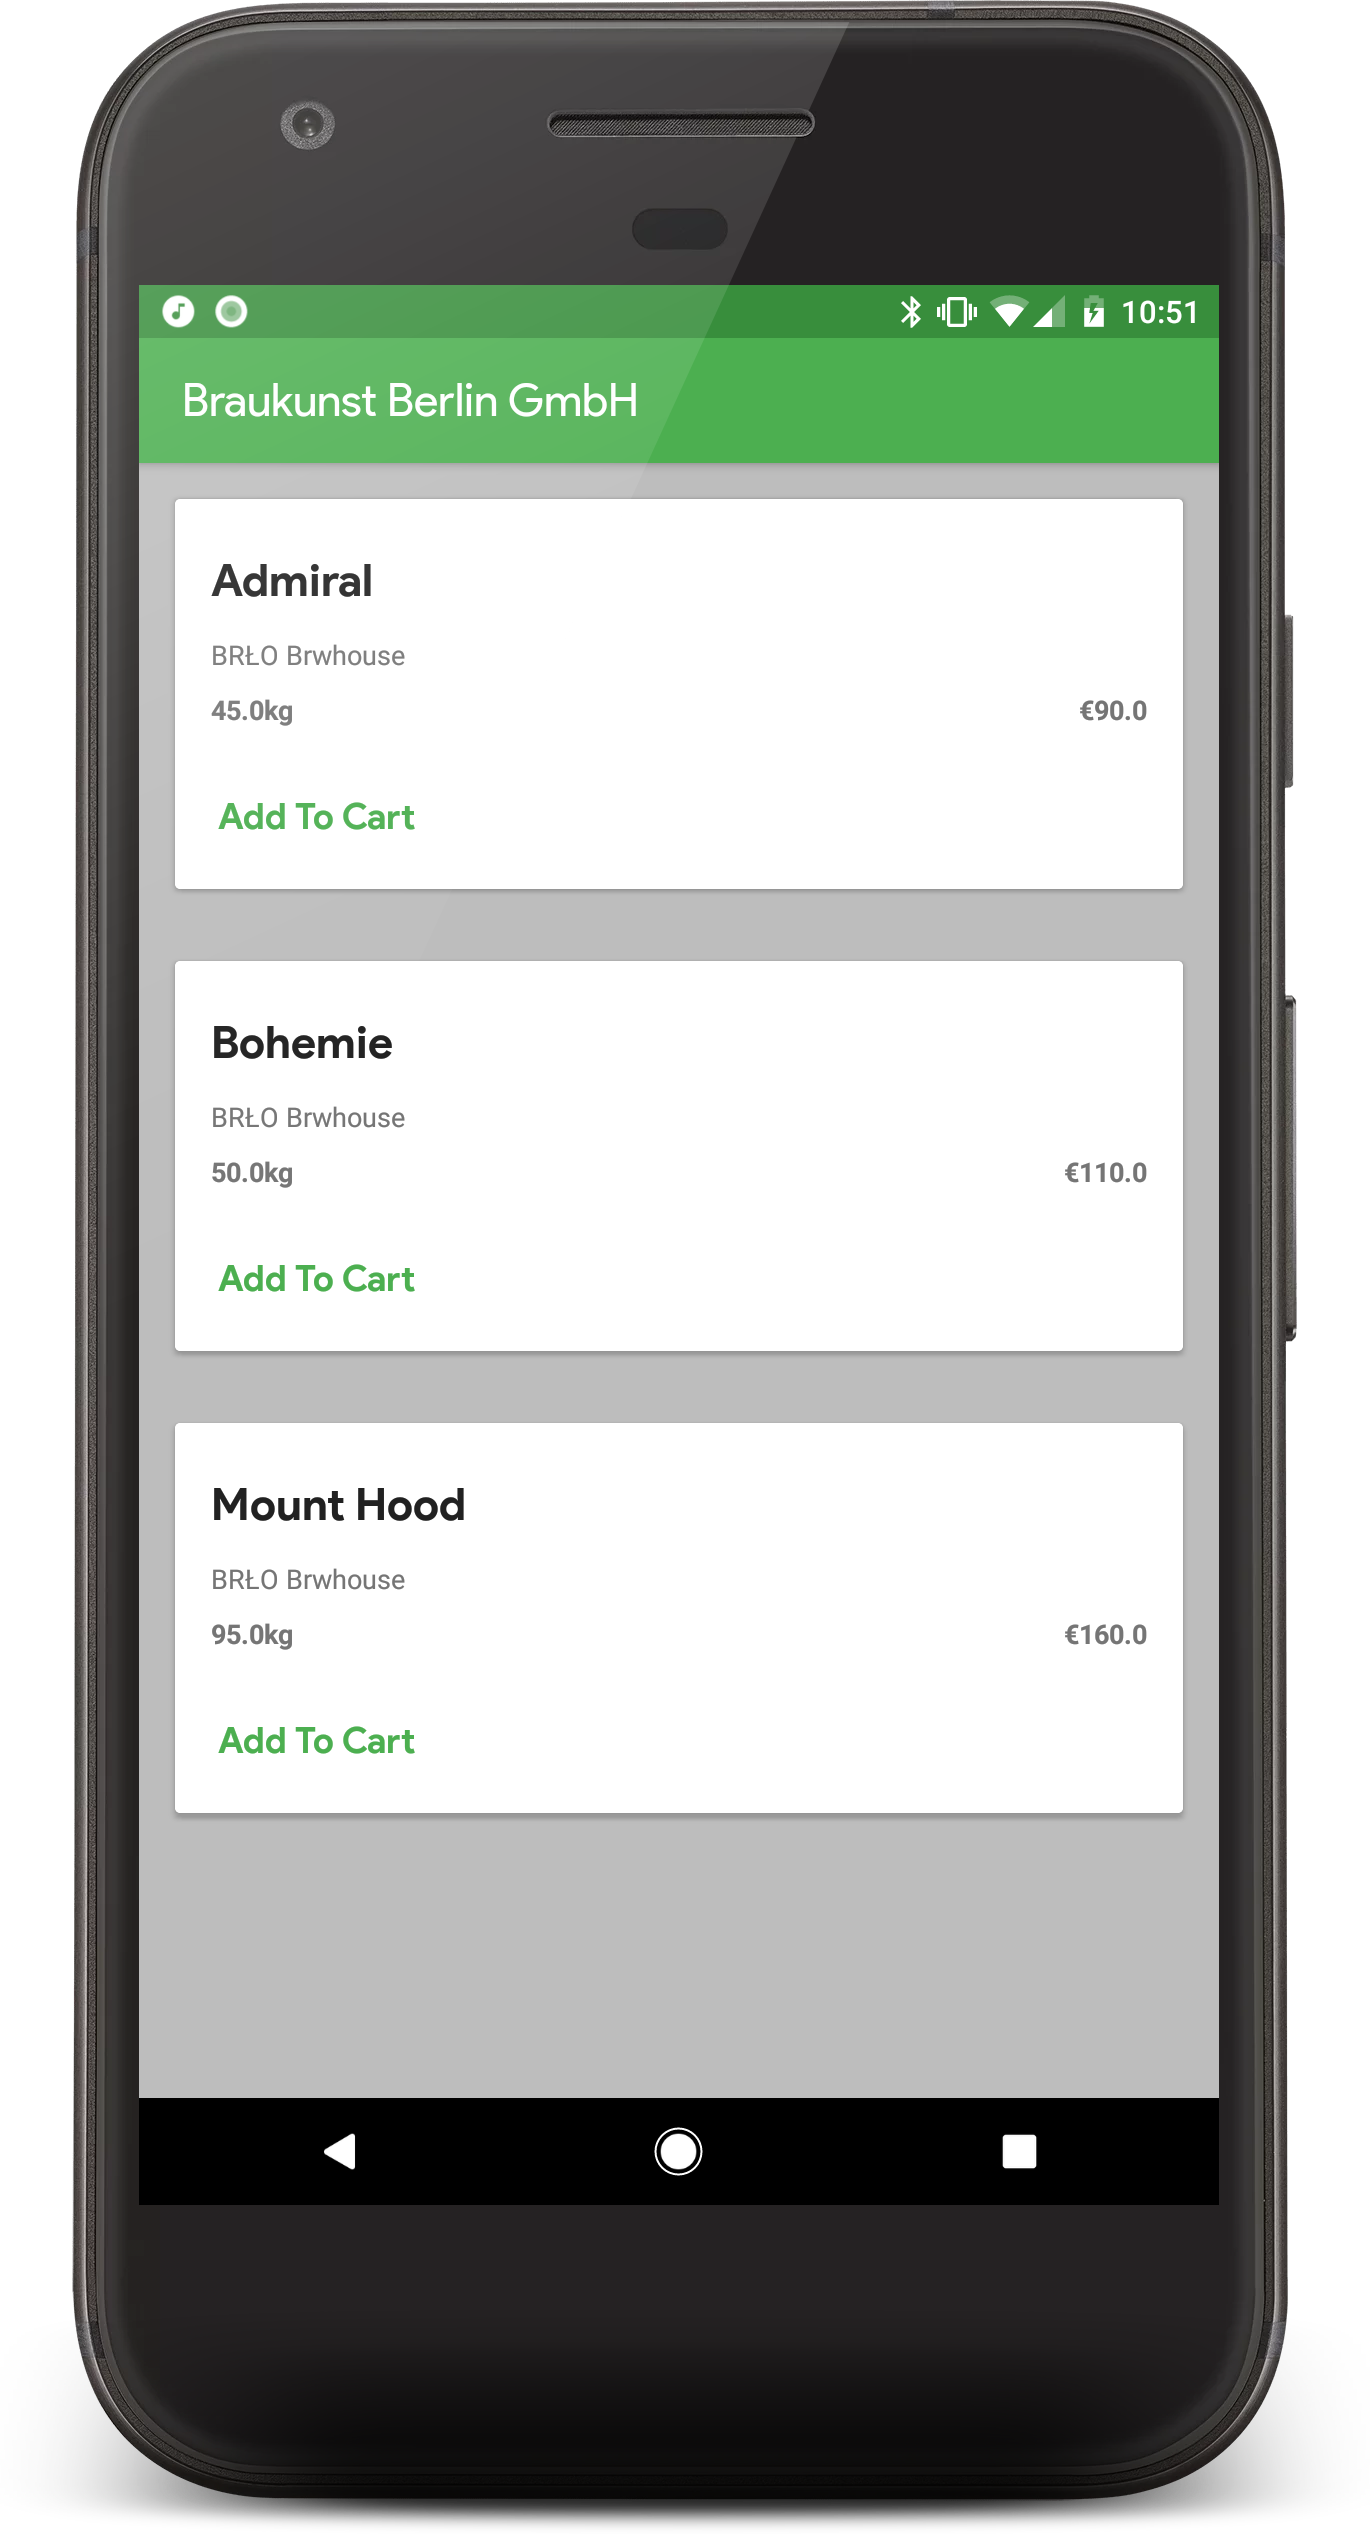 10:51
Braukunst Berlin GmbH
Admiral
BRŁO Brwhouse
45.0kg €90.0
Add To Cart
Bohemie
BRŁO Brwhouse
50.0kg €110.0
Add To Cart
Mount Hood
BRŁO Brwhouse
95.0kg €160.0
Add To Cart